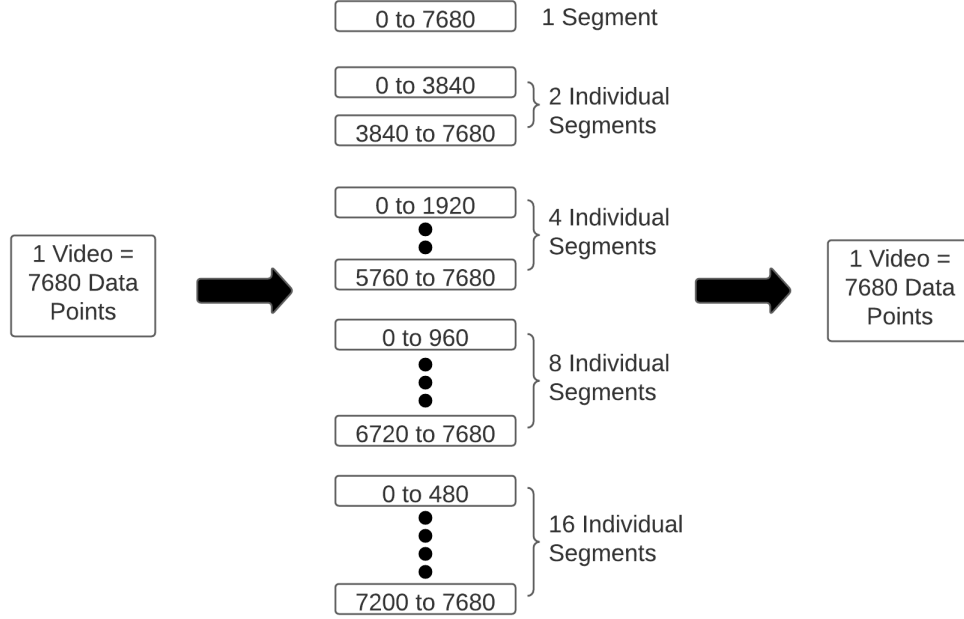 1 Video =
7680 Data
Points
0 to 7680
1 Segment
0 to 3840
3840 to 7680
2 Individual
Segments
0 to 1920
5760 to 7680
4 Individual
Segments
0 to 960
6720 to 7680
8 Individual
Segments
0 to 480
7200 to 7680
16 Individual
Segments
1 Video =
7680 Data
Points